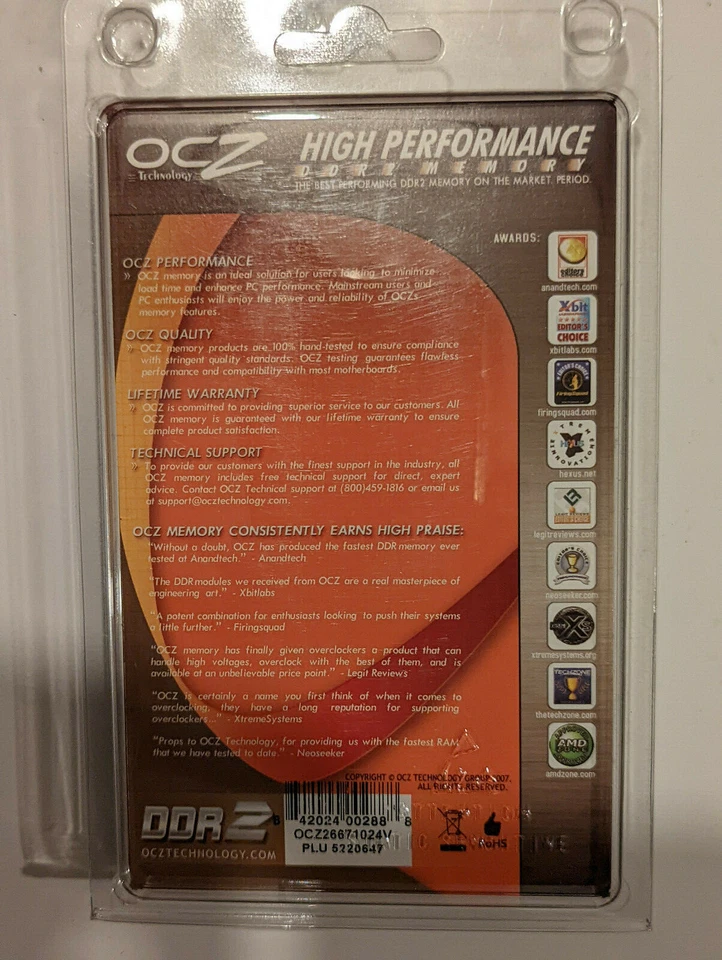 OCZ
Technology
HIGH PERFORMANCE
DDR2 MEMORY
THE BEST PERFORMING DDR2 MEMORY ON THE MARKET. PERIOD.
AWARDS:
anandtech.com
X-bit
EDITOR'S
CHOICE
xbitlabs.com
FiringSquad
firingsquad.com
HEXUS
hexus.net
legitreviews.com
neoseeker.com
xtremesystems.org
TECHZONE
thetechzone.com
AMD
amdzone.com
OCZ PERFORMANCE
» OCZ memory is an ideal solution for users looking to minimize
load time and enhance PC performance. Mainstream users and
PC enthusiasts will enjoy the power and reliability of OCZs
memory features.
OCZ QUALITY
» OCZ memory products are 100% hand-tested to ensure compliance
with stringent quality standards. OCZ testing guarantees flawless
performance and compatibility with most motherboards.
LIFETIME WARRANTY
» OCZ is committed to providing superior service to our customers. All
OCZ memory is guaranteed with our lifetime warranty to ensure
complete product satisfaction.
TECHNICAL SUPPORT
» To provide our customers with the finest support in the industry, all
OCZ memory includes free technical support for direct, expert
advice. Contact OCZ Technical support at (800)459-1816 or email us
at support@ocztechnology.com.
OCZ MEMORY CONSISTENTLY EARNS HIGH PRAISE:
"Without a doubt, OCZ has produced the fastest DDR memory ever
tested at Anandtech." - Anandtech
"The DDR modules we received from OCZ are a real masterpiece of
engineering art." - Xbitlabs
"A potent combination for enthusiasts looking to push their systems
a little further." - Firingsquad
"OCZ memory has finally given overclockers a product that can
handle high voltages, overclock with the best of them, and is
available at an unbelievable price point." - Legit Reviews
"OCZ is certainly a name you first think of when it comes to
overclocking, they have a long reputation for supporting
overclockers..." - XtremeSystems
"Props to OCZ Technology, for providing us with the fastest RAM
that we have tested to date." - Neoseeker
COPYRIGHT © OCZ TECHNOLOGY GROUP 2007.
ALL RIGHTS RESERVED.
DDR2
OCZTECHNOLOGY.COM
8 42024 00288 8
OCZ26671024V
PLU 5220647
RoHS